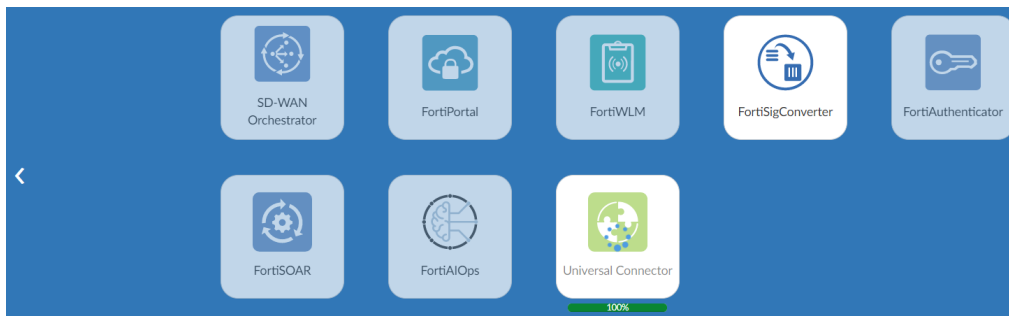 SD-WAN
Orchestrator
FortiPortal
FortiWLM
FortiSigConverter
FortiAuthenticator
FortiSOAR
FortiAIOps
Universal Connector
100%